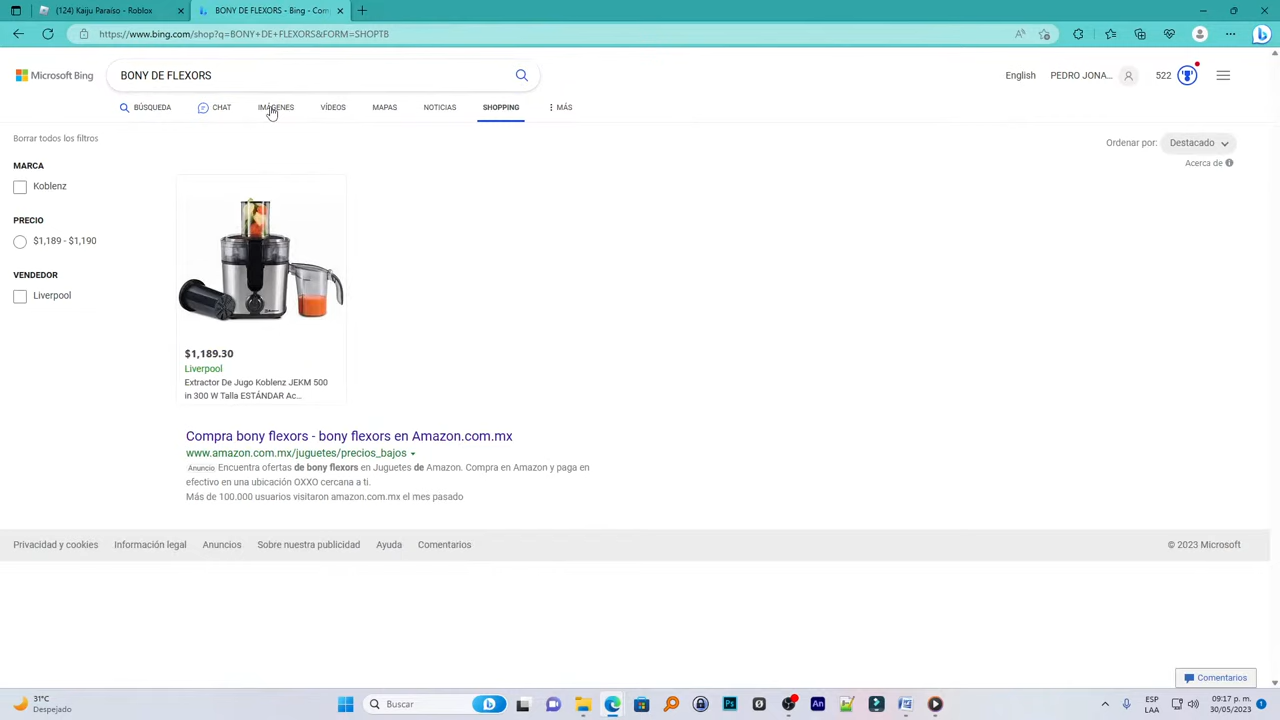 (124) Kaiju Paraíso - Roblox
BONY DE FLEXORS - Bing - Com
https://www.bing.com/shop?q=BONY+DE+FLEXORS&FORM=SHOPTB
Microsoft Bing
BONY DE FLEXORS
English
PEDRO JONA...
522
BÚSQUEDA
CHAT
IMÁGENES
VÍDEOS
MAPAS
NOTICIAS
SHOPPING
MÁS
Borrar todos los filtros
Ordenar por:
Destacado
Acerca de
MARCA
Koblenz
PRECIO
$1,189 - $1,190
VENDEDOR
Liverpool
$1,189.30
Liverpool
Extractor De Jugo Koblenz JEKM 500
in 300 W Talla ESTÁNDAR Ac...
Compra bony flexors - bony flexors en Amazon.com.mx
www.amazon.com.mx/juguetes/precios_bajos
Anuncio Encuentra ofertas de bony flexors en Juguetes de Amazon. Compra en Amazon y paga en
efectivo en una ubicación OXXO cercana a ti.
Más de 100.000 usuarios visitaron amazon.com.mx el mes pasado
Privacidad y cookies
Información legal
Anuncios
Sobre nuestra publicidad
Ayuda
Comentarios
© 2023 Microsoft
Comentarios
31°C
Despejado
Buscar
Ps
An
ESP
LAA
09:17 p. m.
30/05/2023